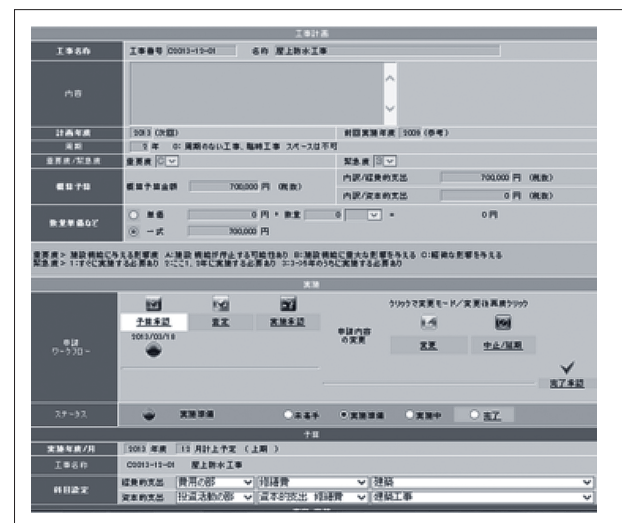 工事計画
工事名称 工事番号 C2013-12-01 名称 屋上防水工事
内容
計画年度 2013 (次回) 前回実施年度 2009 (参考)
周期 2 年 0: 周期のない工事、臨時工事 スペースは不可
重要度/緊急度 重要度 C 緊急度 3
概算予算 概算予算金額 700,000 円 (税抜) 内訳/経費的支出 700,000 円 (税抜)
内訳/資本的支出 0 円 (税抜)
数量単価など 単価 0 円 * 数量 0 = 0 円
一式 700,000 円
重要度> 施設機能に与える影響度 A:施設機能が停止する可能性あり B:施設機能に重大な影響を与える C:軽微な影響を与える
緊急度> 1:すぐに実施する必要あり 2:ここ1、2年に実施する必要あり 3:3~5年のうちに実施する必要あり
実施
申請
ワークフロー
予算承認 査定 実施承認
2013/03/18
申請内容
の変更
クリックで変更モード/変更後再度クリック
変更 中止/延期
完了承認
ステータス 実施準備 未着手 実施準備 実施中 完了
予算
実施年度/月 2013 年度 12 月計上予定 ( 上期 )
工事名称 C2013-12-01 屋上防水工事
科目設定 経費的支出 費用の部 修繕費 建築
資本的支出 投資活動の部 資本的支出 修繕費 建築工事